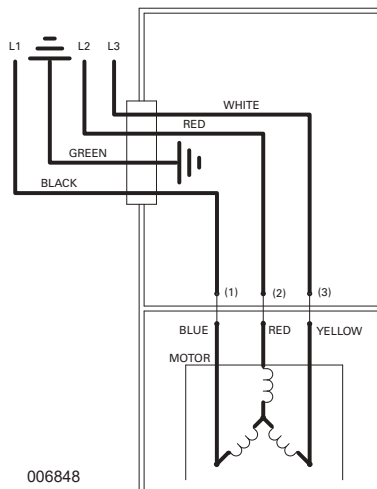 L1 L2 L3
WHITE
RED
GREEN
BLACK
(1) (2) (3)
BLUE RED YELLOW
MOTOR
006848